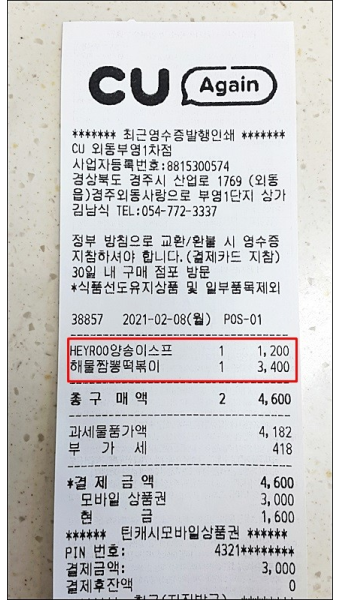 CU Again
******* 최근영수증발행인쇄 *******
CU 외동부영1차점
사업자등록번호:8815300574
경상북도 경주시 산업로 1769 (외동
읍)경주외동사랑으로 부영1단지 상가
김남식 TEL:054-772-3337
정부 방침으로 교환/환불 시 영수증
지참하셔야 합니다.(결제카드 지참)
30일 내 구매 점포 방문
*식품선도유지상품 및 일부품목제외
38857 2021-02-08(월) POS-01
HEYROO양송이스프 1 1,200
해물짬뽕떡볶이 1 3,400
총 구 매 액 2 4,600
과세물품가액 4,182
부 가 세 418
*결 제 금 액 4,600
모바일 상품권 3,000
현 금 1,600
****** 틴캐시모바일상품권 ******
PIN 번호: 4321********
결제금액: 3,000
결제후잔액 0